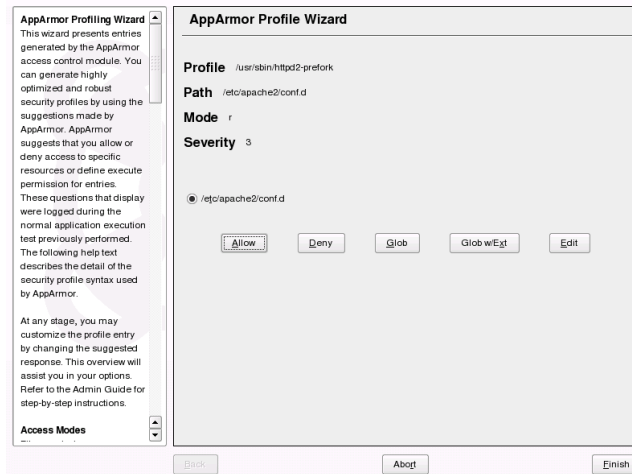 AppArmor Profiling Wizard
This wizard presents entries
generated by the AppArmor
access control module. You
can generate highly
optimized and robust
security profiles by using the
suggestions made by
AppArmor. AppArmor
suggests that you allow or
deny access to specific
resources or define execute
permission for entries.
These questions that display
were logged during the
normal application execution
test previously performed.
The following help text
describes the detail of the
security profile syntax used
by AppArmor.
At any stage, you may
customize the profile entry
by changing the suggested
response. This overview will
assist you in your options.
Refer to the Admin Guide for
step-by-step instructions.
Access Modes
AppArmor Profile Wizard
Profile /usr/sbin/httpd2-prefork
Path /etc/apache2/conf.d
Mode r
Severity 3
/etc/apache2/conf.d
Allow Deny Glob Glob w/Ext Edit
Back Abort Finish